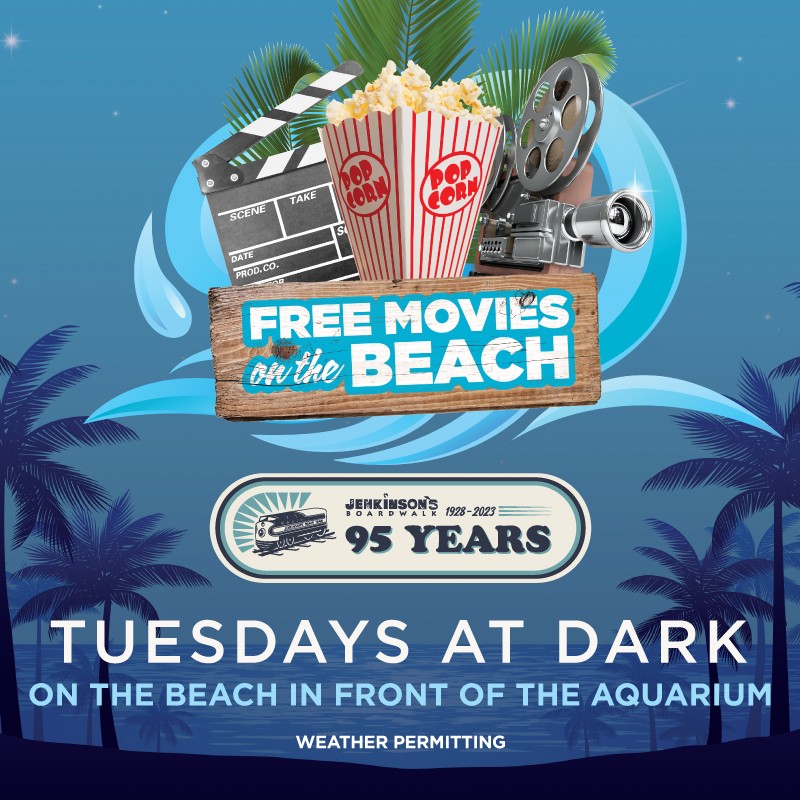 SCENE TAKE
DATE
PROD.CO.
POP CORN
POP CORN
FREE MOVIES
on the BEACH
JENKINSON'S
BOARDWALK 1928-2023
95 YEARS
TUESDAYS AT DARK
ON THE BEACH IN FRONT OF THE AQUARIUM
WEATHER PERMITTING